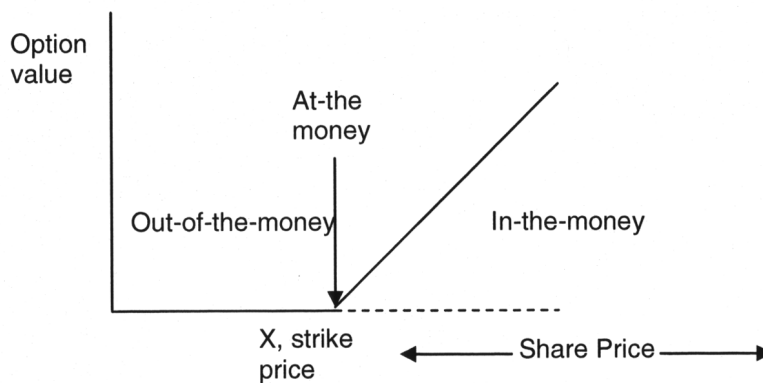 Option
value
At-the
money
Out-of-the-money
In-the-money
X, strike
price
Share Price